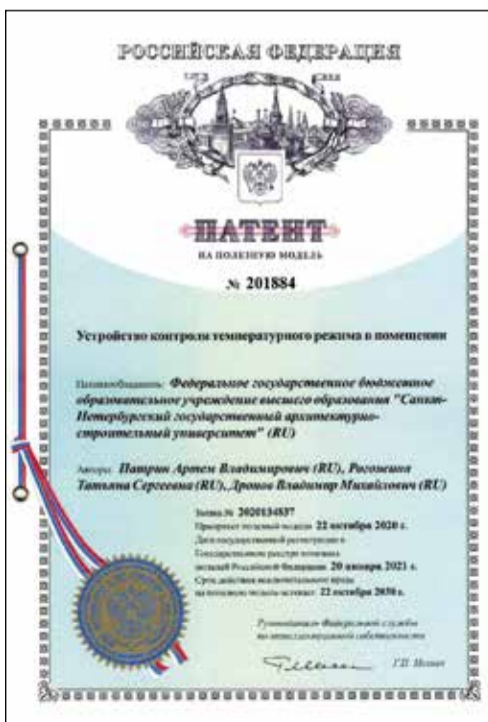 РОССИЙСКАЯ ФЕДЕРАЦИЯ
ПАТЕНТ
НА ПОЛЕЗНУЮ МОДЕЛЬ
№ 201884
Устройство контроля температурного режима в помещении
Патентообладатель: Федеральное государственное бюджетное
образовательное учреждение высшего образования "Санкт-
Петербургский государственный архитектурно-
строительный университет" (RU)
Авторы: Патрин Артем Владимирович (RU),
Татьяна Сергеевна (RU), Дронов Владимир Михайлович (RU)
Заявка № 2020134837
Приоритет полезной модели 22 октября 2020 г.
Дата государственной регистрации в
Государственном реестре полезных
моделей Российской Федерации 20 января 2021 г.
Срок действия исключительного права
на полезную модель истекает 22 октября 2030 г.
Руководитель Федеральной службы
по интеллектуальной собственности
Г.П. Ивлиев